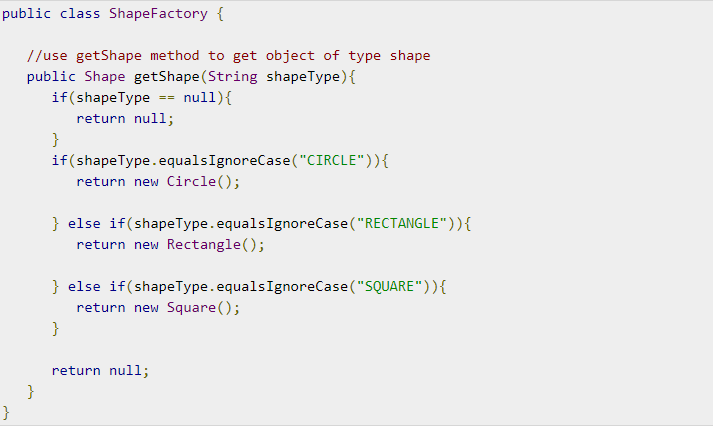 public class ShapeFactory {
//use getShape method to get object of type shape
public Shape getShape(String shapeType){
if(shapeType == null){
return null;
}
if(shapeType.equalsIgnoreCase("CIRCLE")){
return new Circle();
} else if(shapeType.equalsIgnoreCase("RECTANGLE")){
return new Rectangle();
} else if(shapeType.equalsIgnoreCase("SQUARE")){
return new Square();
}
return null;
}
}